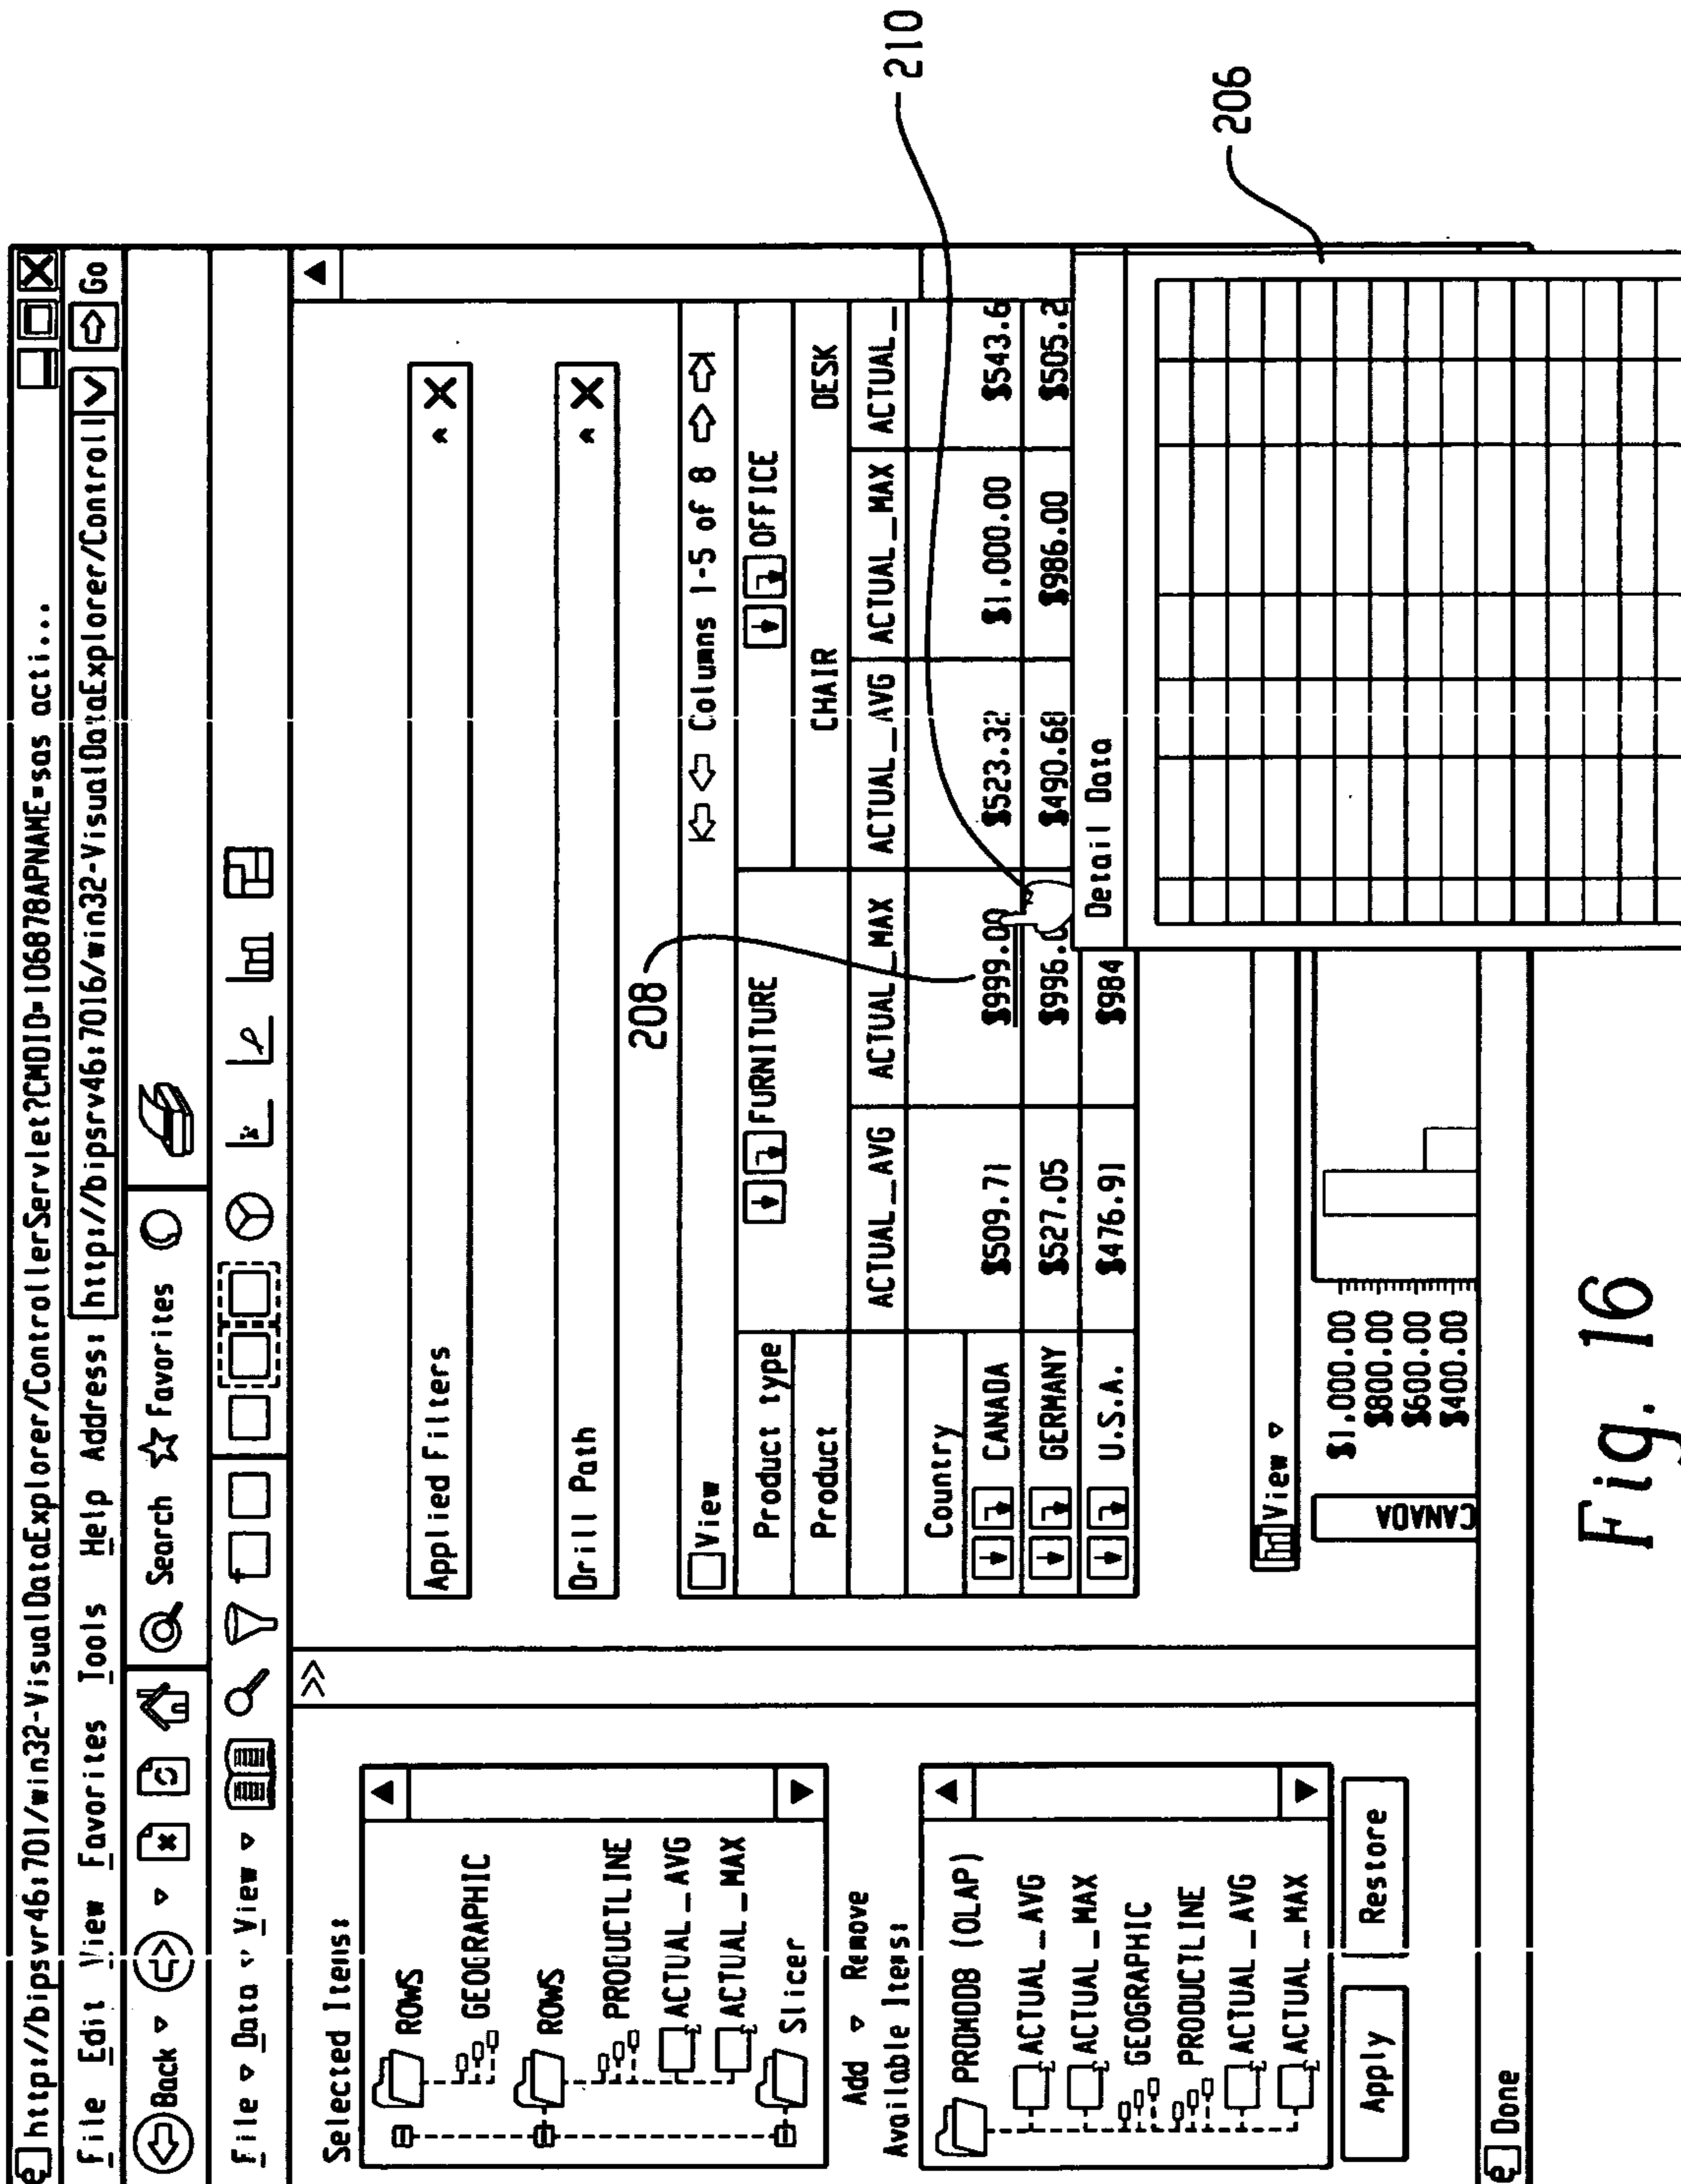 http://bipsvr46:701/win32-VisualDataExplorer/ControllerServlet?CMDID=106878APNAME=sas acti...
File Edit View Favorites Tools Help Address: http://bipsrv46:7016/win32-VisualDataExplorer/Controll Go
Back Search Favorites
File Data View
Selected Items:
ROWS
GEOGRAPHIC
ROWS
PRODUCTLINE
ACTUAL_AVG
ACTUAL_MAX
Slicer
Add Remove
Available Items:
PROMODB (OLAP)
ACTUAL_AVG
ACTUAL_MAX
GEOGRAPHIC
PRODUCTLINE
ACTUAL_AVG
ACTUAL_MAX
Apply Restore
Done
Applied Filters
Drill Path
208
View Columns 1-5 of 8
Product type FURNITURE OFFICE
Product CHAIR DESK
ACTUAL_AVG ACTUAL_MAX ACTUAL_AVG ACTUAL_MAX ACTUAL_
Country
CANADA $509.71 $999.00 $523.32 $1,000.00 $543.6
GERMANY $527.05 $996.0 $490.68 $986.00 $505.2
U.S.A. $476.91 $984
210
Detail Data
206
View
CANADA
$1,000.00
$800.00
$600.00
$400.00
Fig. 16